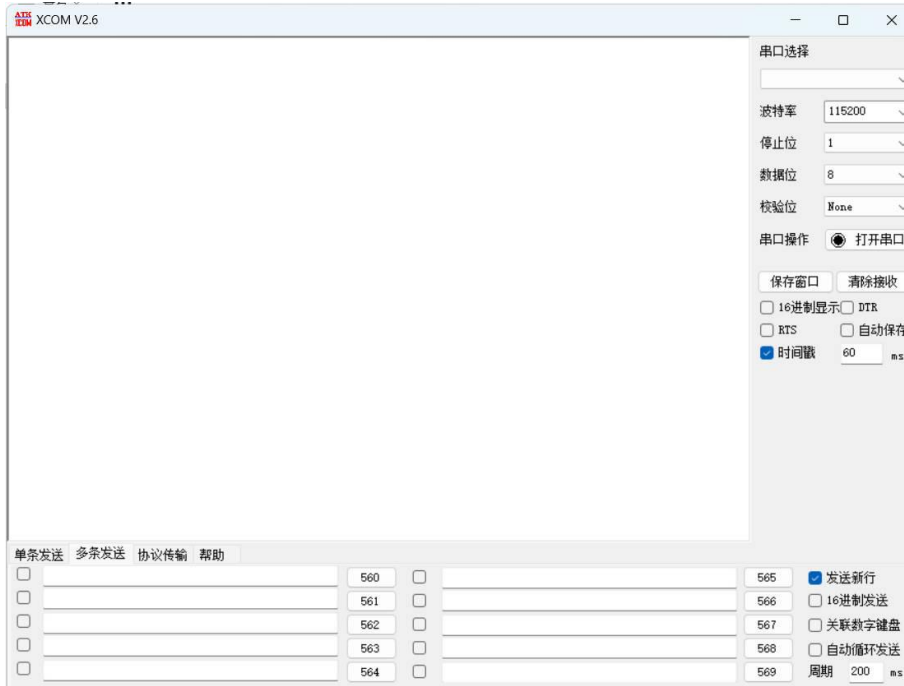 ATK
XCOM XCOM V2.6
串口选择
波特率 115200
停止位 1
数据位 8
校验位 None
串口操作 打开串口
保存窗口 清除接收
16进制显示 DTR
RTS 自动保存
时间戳 60 ms
单条发送 多条发送 协议传输 帮助
560 565 发送新行
561 566 16进制发送
562 567 关联数字键盘
563 568 自动循环发送
564 569 周期 200 ms